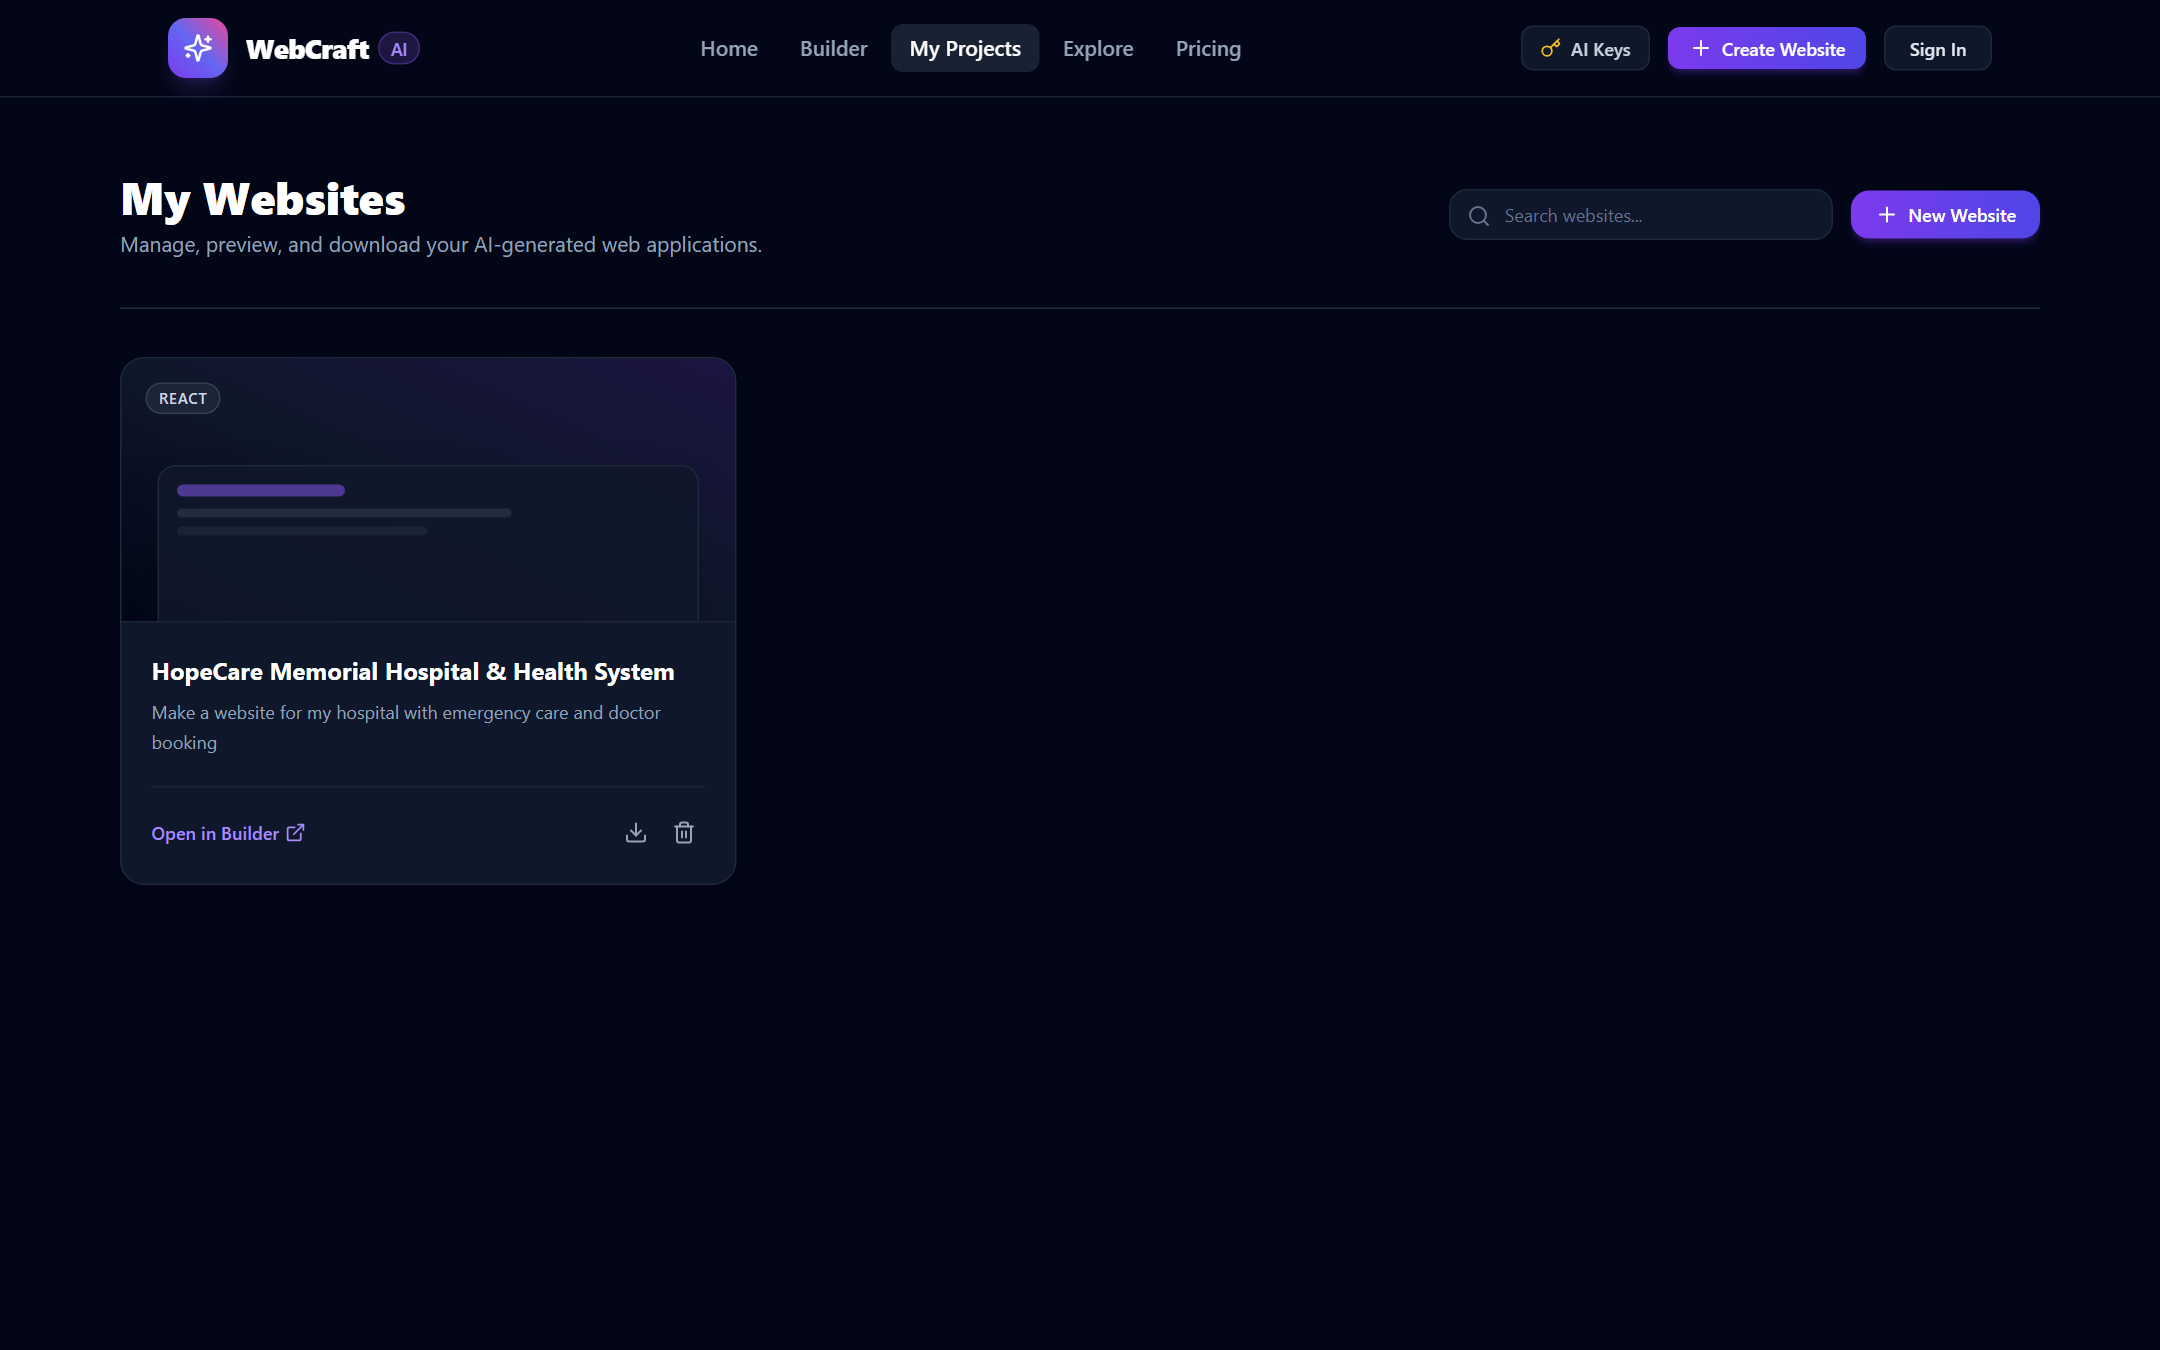 WebCraft AI
Home
Builder
My Projects
Explore
Pricing
AI Keys
Create Website
Sign In
My Websites
Manage, preview, and download your AI-generated web applications.
Search websites...
New Website
REACT
HopeCare Memorial Hospital & Health System
Make a website for my hospital with emergency care and doctor
booking
Open in Builder